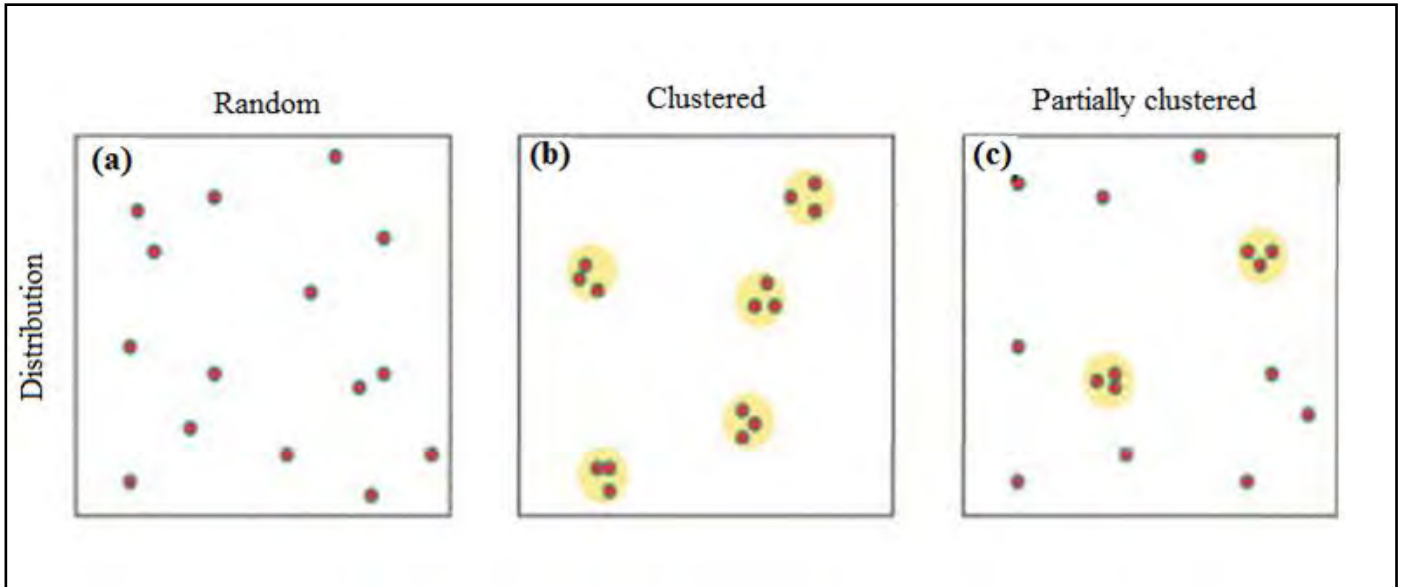 Random
Clustered
Partially clustered
(a)
(b)
(c)
Distribution